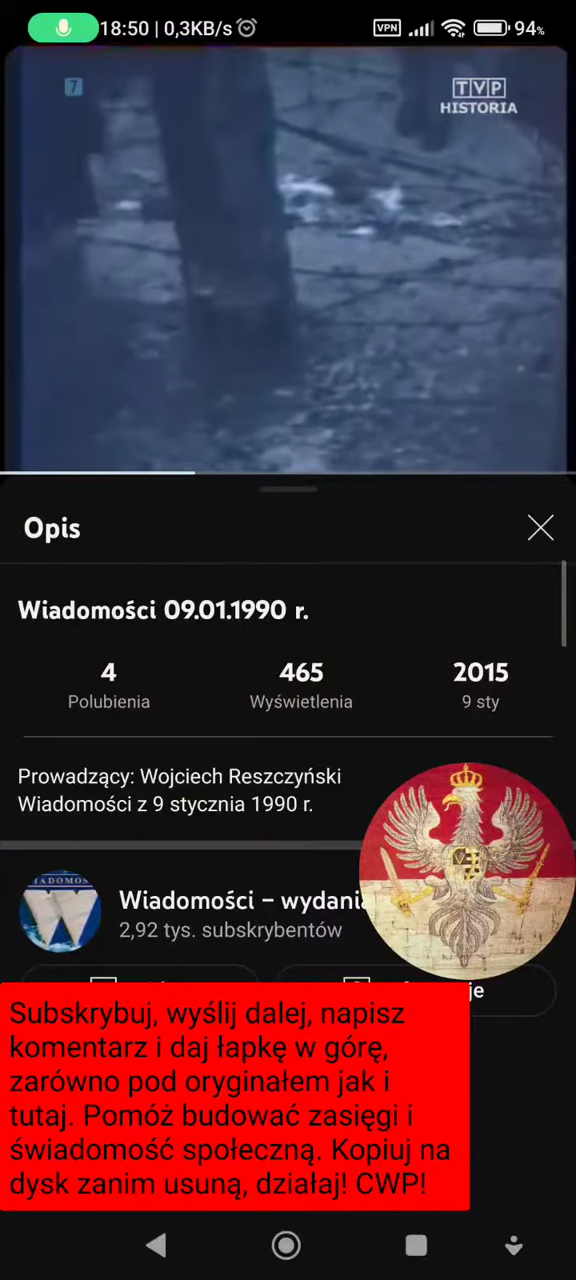 18:50 | 0,3KB/s
VPN
94%
7
TVP
HISTORIA
Opis
Wiadomości 09.01.1990 r.
4
465
2015
Polubienia
Wyświetlenia
9 sty
Prowadzący: Wojciech Reszczyński
Wiadomości z 9 stycznia 1990 r.
Wiadomości – wydania
2,92 tys. subskrybentów
Subskrybuj, wyślij dalej, napisz
komentarz i daj łapkę w górę,
zarówno pod oryginałem jak i
tutaj. Pomóż budować zasięgi i
świadomość społeczną. Kopiuj na
dysk zanim usuną, działaj! CWP!